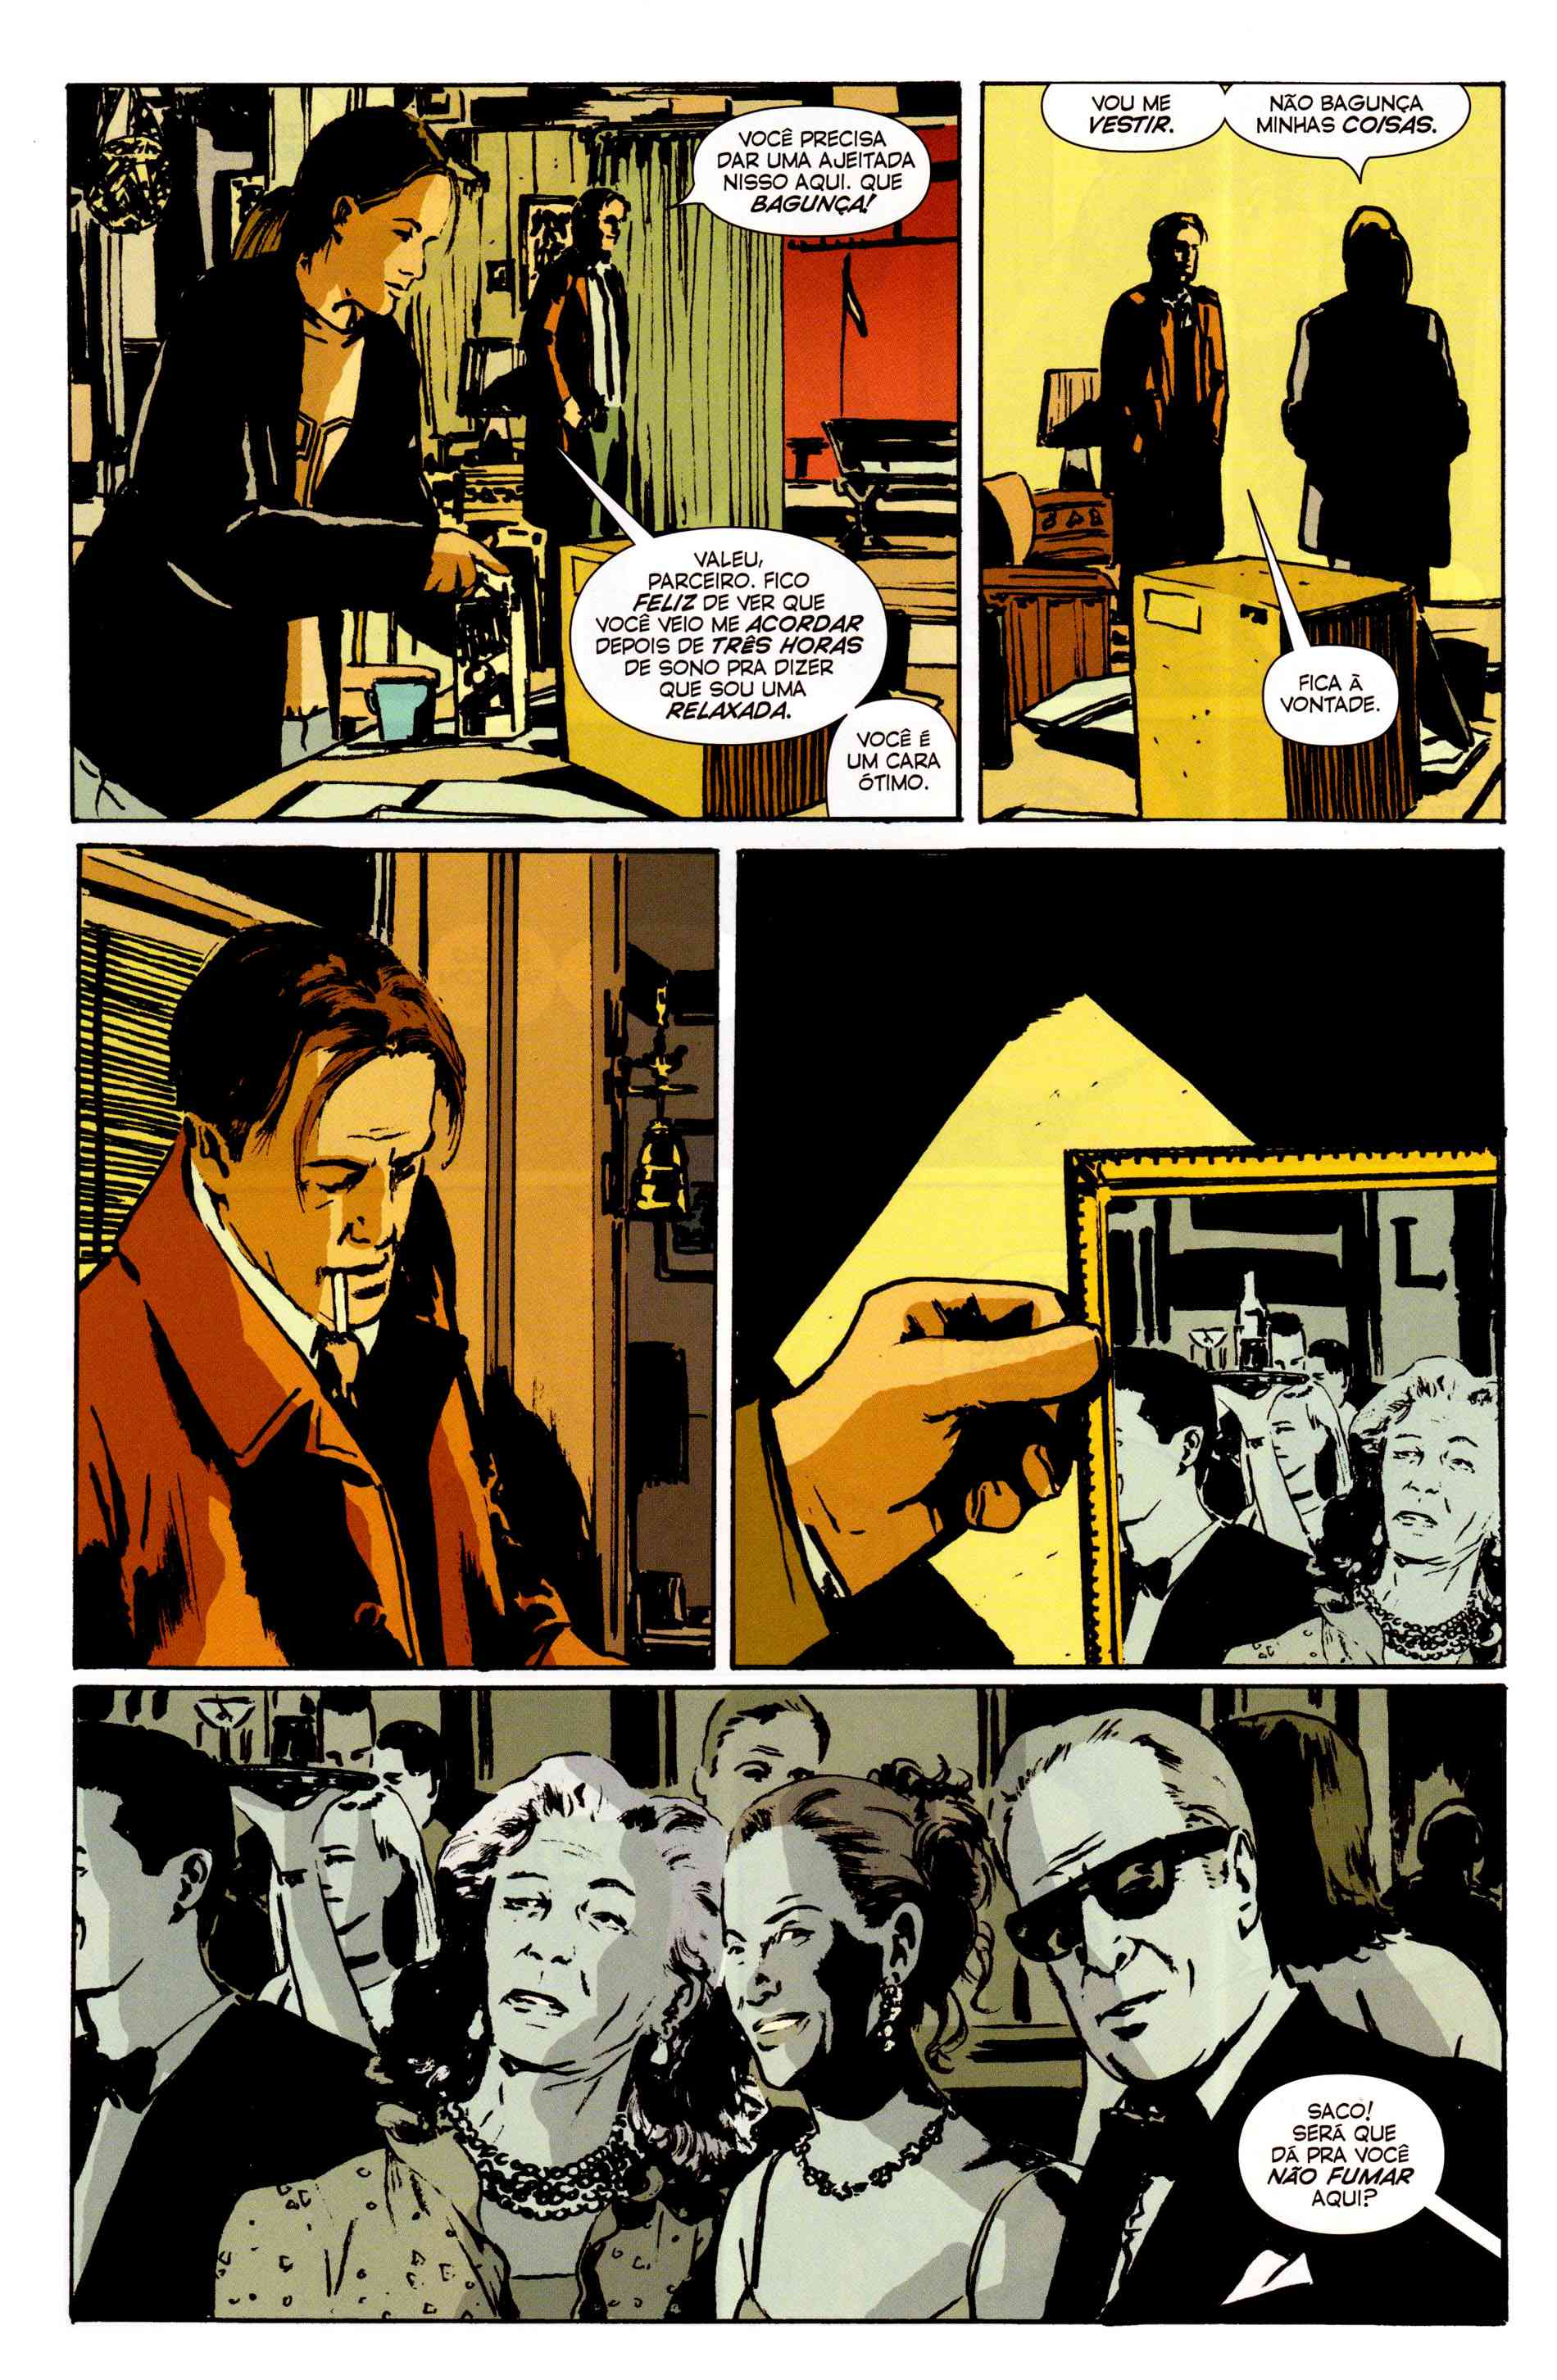 VOCÊ PRECISA
DAR UMA AJEITADA
NISSO AQUI. QUE
BAGUNÇA!
VALEU,
PARCEIRO. FICO
FELIZ DE VER QUE
VOCÊ VEIO ME ACORDAR
DEPOIS DE TRÊS HORAS
DE SONO PRA DIZER
QUE SOU UMA
RELAXADA.
VOCÊ É
UM CARA
ÓTIMO.
VOU ME
VESTIR.
NÃO BAGUNÇA
MINHAS COISAS.
FICA À
VONTADE.
L
SACO!
SERÁ QUE
DÁ PRA VOCÊ
NÃO FUMAR
AQUI?